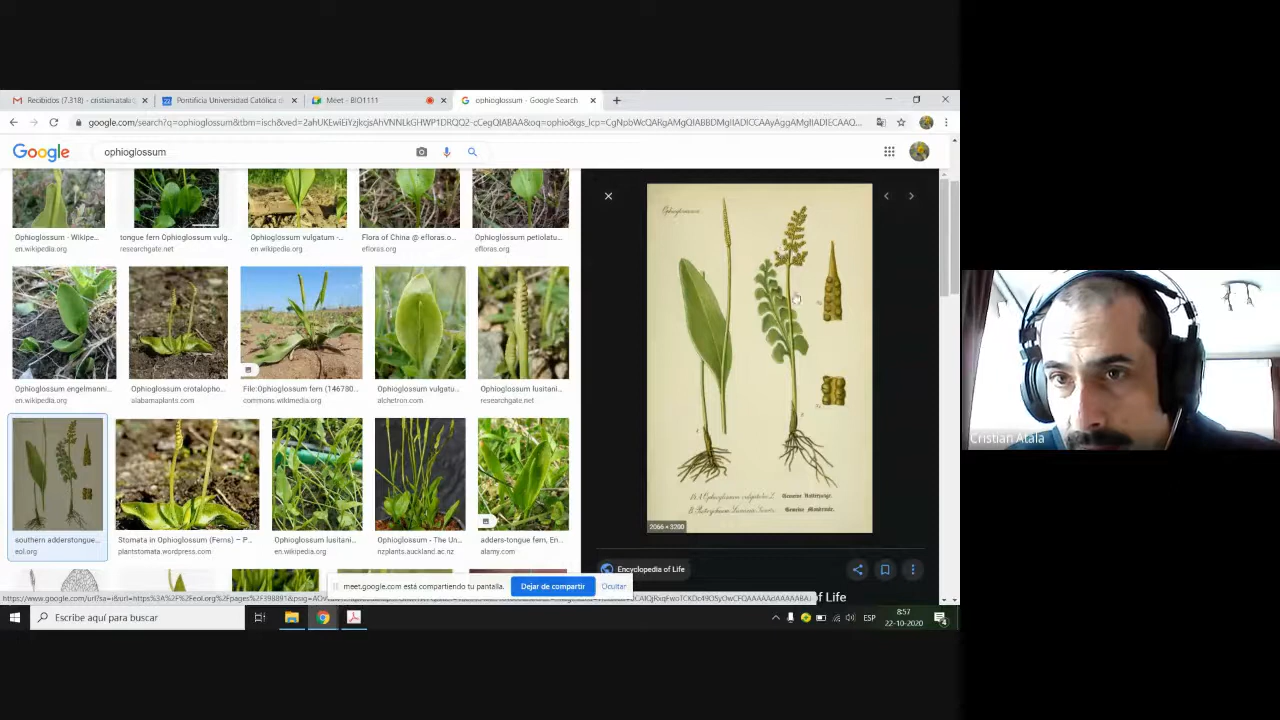 Recibidos (7.318) - cristian.atala@
Pontificia Universidad Católica d
Meet - BIO1111
ophioglossum - Google Search
Google
ophioglossum
Ophioglossum - Wikipe...
en.wikipedia.org
tongue fern Ophioglossum vulg...
researchgate.net
Ophioglossum vulgatum -...
en.wikipedia.org
Flora of China @ efloras.o...
efloras.org
Ophioglossum petiolatu...
efloras.org
Ophioglossum engelmanni...
en.wikipedia.org
Ophioglossum crotalopho...
alabamaplants.com
File:Ophioglossum fern (146780...
commons.wikimedia.org
Ophioglossum vulgatu...
alchetron.com
Ophioglossum lusitani...
researchgate.net
southern adderstongue...
eol.org
Stomata in Ophioglossum (Ferns) – P...
plantstomata.wordpress.com
Ophioglossum lusitani...
en.wikipedia.org
Ophioglossum - The Un...
nzplants.auckland.ac.nz
adders-tongue fern, En...
alamy.com
2066 × 3200
Encyclopedia of Life
of Life
meet.google.com está compartiendo tu pantalla.
Dejar de compartir
Ocultar
Escribe aquí para buscar
ESP
8:57
22-10-2020
4
Cristian Atala